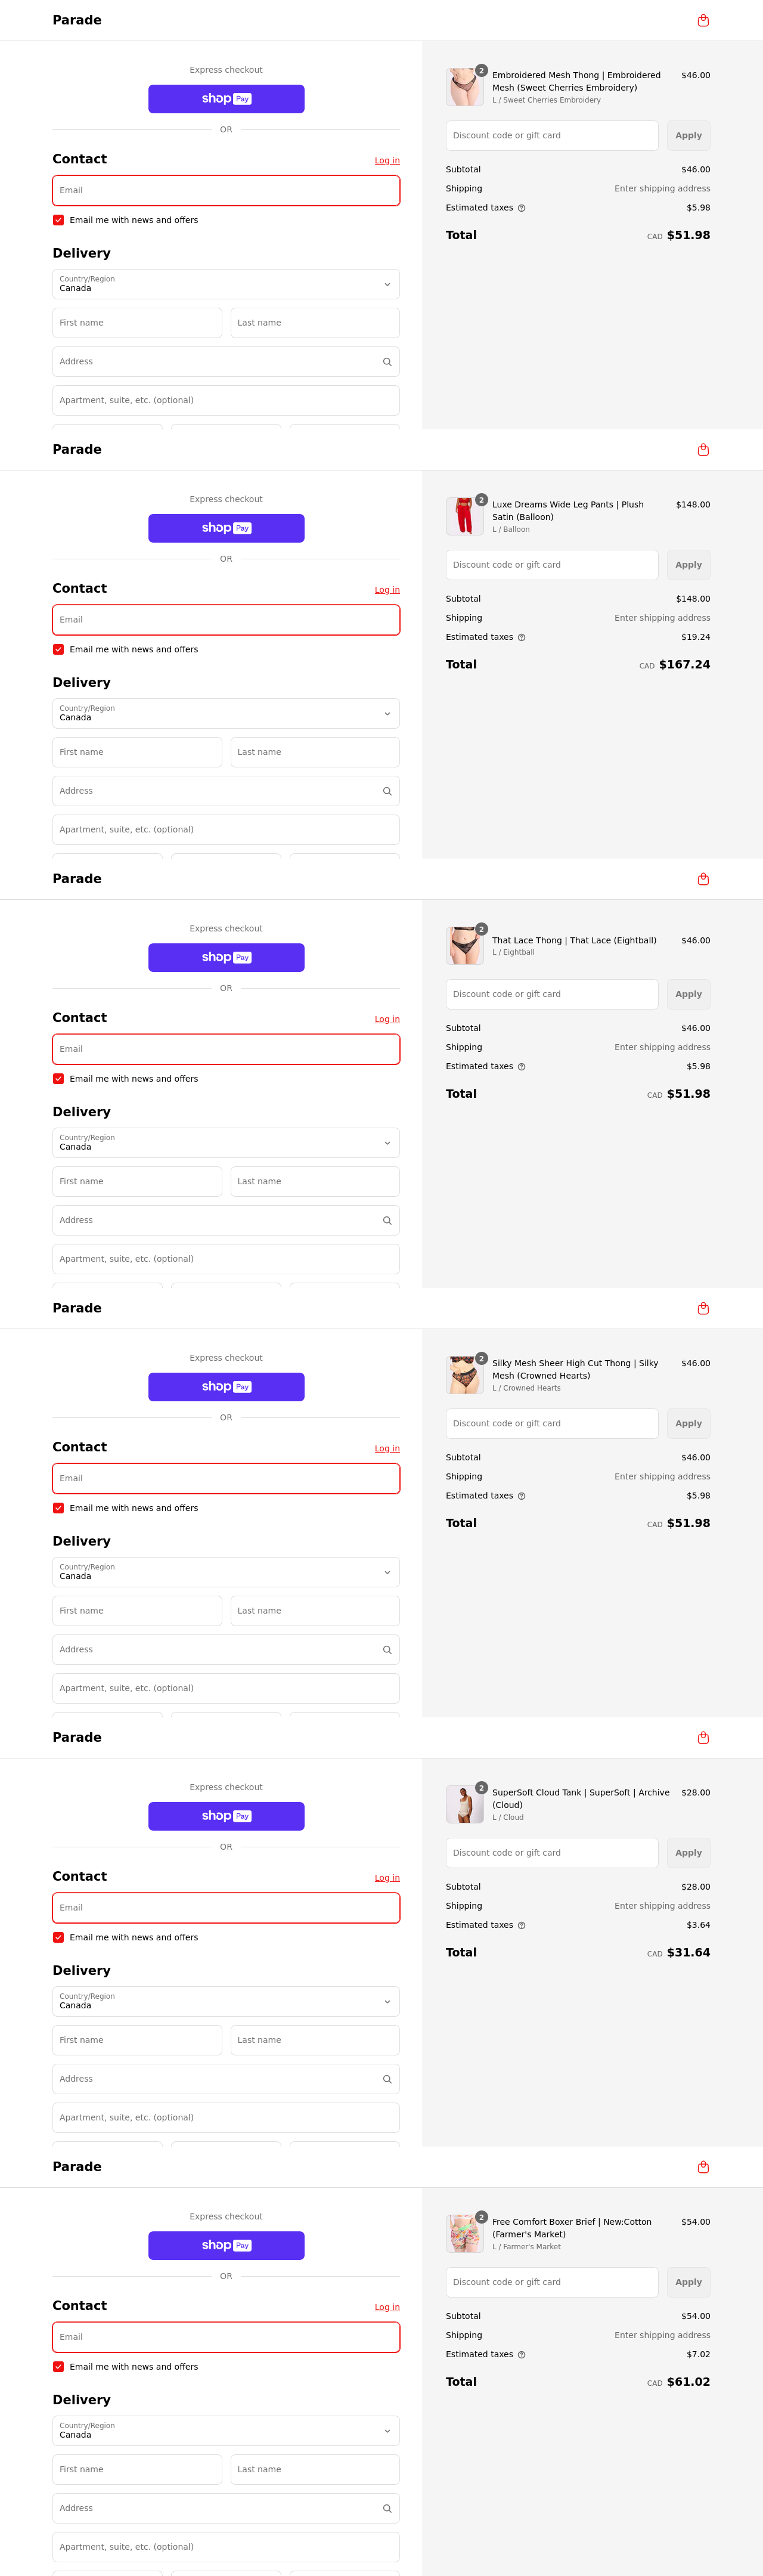 Parade
Express checkout
shop Pay
OR
Contact
Log in
Email
Email me with news and offers
Delivery
Country/Region
Canada
First name
Last name
Address
Apartment, suite, etc. (optional)
2
Embroidered Mesh Thong | Embroidered
Mesh (Sweet Cherries Embroidery)
L / Sweet Cherries Embroidery
$46.00
Discount code or gift card
Apply
Subtotal
$46.00
Shipping
Enter shipping address
Estimated taxes
$5.98
Total
CAD $51.98
Parade
Express checkout
shop Pay
OR
Contact
Log in
Email
Email me with news and offers
Delivery
Country/Region
Canada
First name
Last name
Address
Apartment, suite, etc. (optional)
2
Luxe Dreams Wide Leg Pants | Plush
Satin (Balloon)
L / Balloon
$148.00
Discount code or gift card
Apply
Subtotal
$148.00
Shipping
Enter shipping address
Estimated taxes
$19.24
Total
CAD $167.24
Parade
Express checkout
shop Pay
OR
Contact
Log in
Email
Email me with news and offers
Delivery
Country/Region
Canada
First name
Last name
Address
Apartment, suite, etc. (optional)
2
That Lace Thong | That Lace (Eightball)
L / Eightball
$46.00
Discount code or gift card
Apply
Subtotal
$46.00
Shipping
Enter shipping address
Estimated taxes
$5.98
Total
CAD $51.98
Parade
Express checkout
shop Pay
OR
Contact
Log in
Email
Email me with news and offers
Delivery
Country/Region
Canada
First name
Last name
Address
Apartment, suite, etc. (optional)
2
Silky Mesh Sheer High Cut Thong | Silky
Mesh (Crowned Hearts)
L / Crowned Hearts
$46.00
Discount code or gift card
Apply
Subtotal
$46.00
Shipping
Enter shipping address
Estimated taxes
$5.98
Total
CAD $51.98
Parade
Express checkout
shop Pay
OR
Contact
Log in
Email
Email me with news and offers
Delivery
Country/Region
Canada
First name
Last name
Address
Apartment, suite, etc. (optional)
2
SuperSoft Cloud Tank | SuperSoft | Archive
(Cloud)
L / Cloud
$28.00
Discount code or gift card
Apply
Subtotal
$28.00
Shipping
Enter shipping address
Estimated taxes
$3.64
Total
CAD $31.64
Parade
Express checkout
shop Pay
OR
Contact
Log in
Email
Email me with news and offers
Delivery
Country/Region
Canada
First name
Last name
Address
Apartment, suite, etc. (optional)
2
Free Comfort Boxer Brief | New:Cotton
(Farmer's Market)
L / Farmer's Market
$54.00
Discount code or gift card
Apply
Subtotal
$54.00
Shipping
Enter shipping address
Estimated taxes
$7.02
Total
CAD $61.02